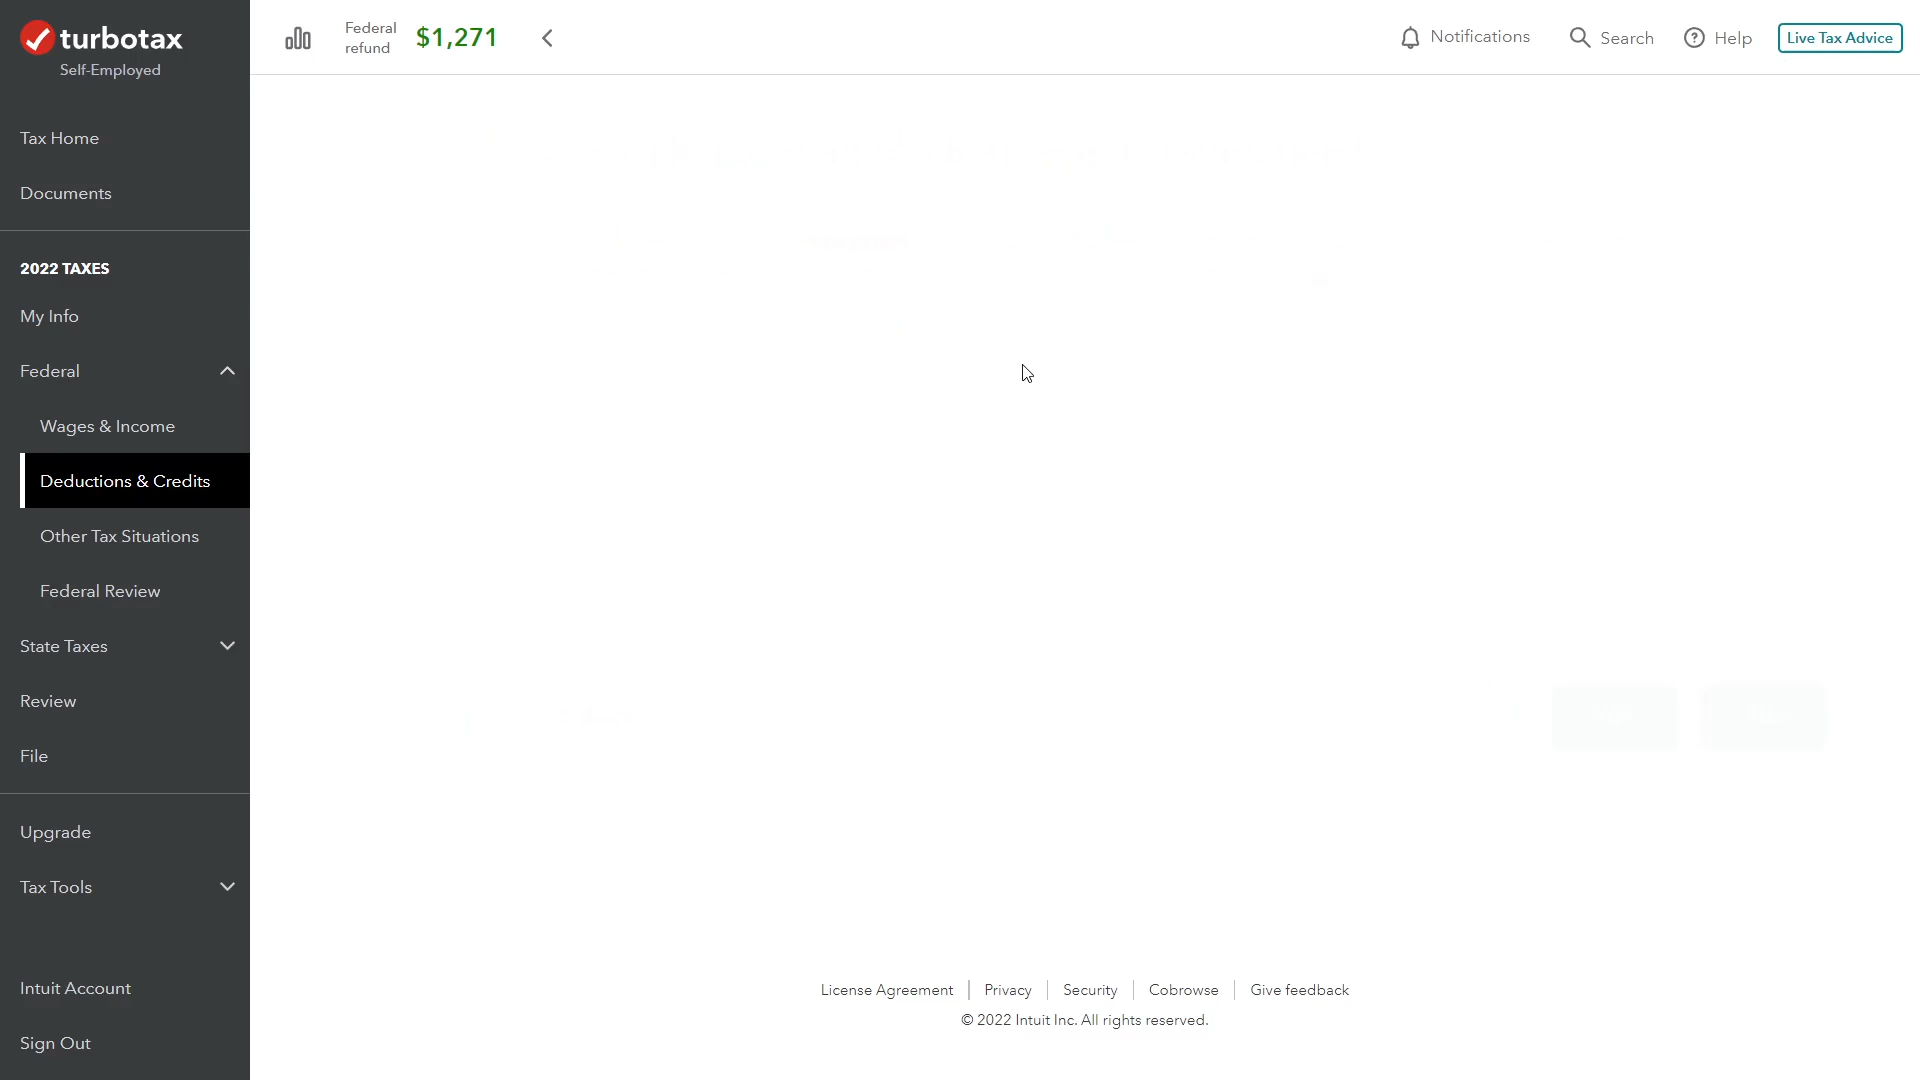 turbotax
Self-Employed
Federal refund $1,271
Notifications
Search
Help
Live Tax Advice
Tax Home
Documents
2022 TAXES
My Info
Federal
Wages & Income
Deductions & Credits
Other Tax Situations
Federal Review
State Taxes
Review
File
Upgrade
Tax Tools
Intuit Account
Sign Out
License Agreement
Privacy
Security
Cobrowse
Give feedback
© 2022 Intuit Inc. All rights reserved.